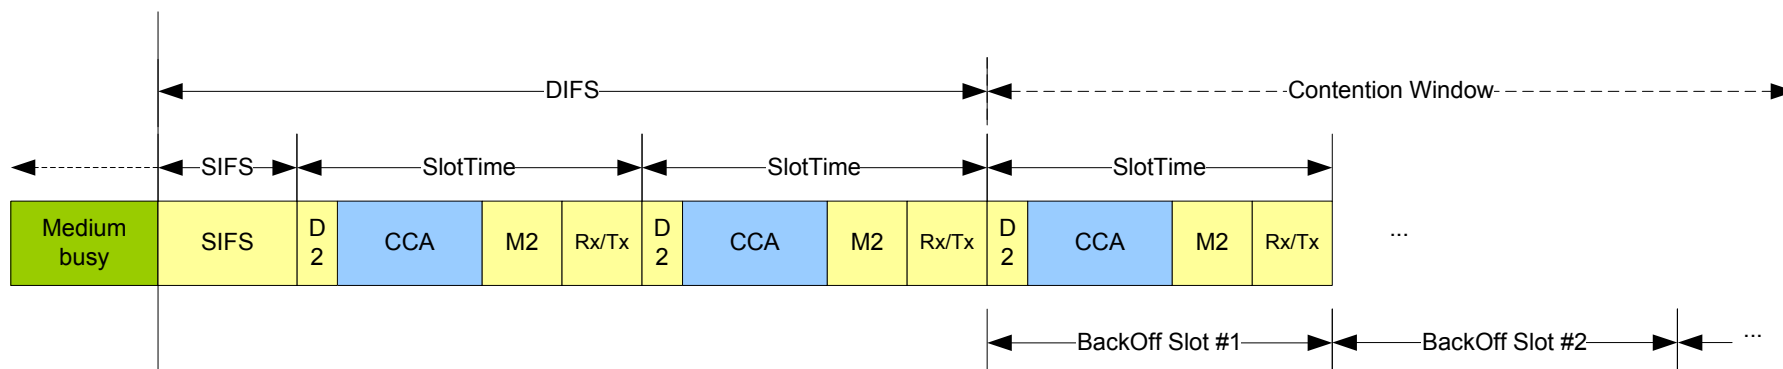 DIFS
Contention Window
SIFS
SlotTime
SlotTime
SlotTime
Medium
busy
SIFS
D
2
CCA
M2
Rx/Tx
D
2
CCA
M2
Rx/Tx
D
2
CCA
M2
Rx/Tx
...
BackOff Slot #1
BackOff Slot #2
...